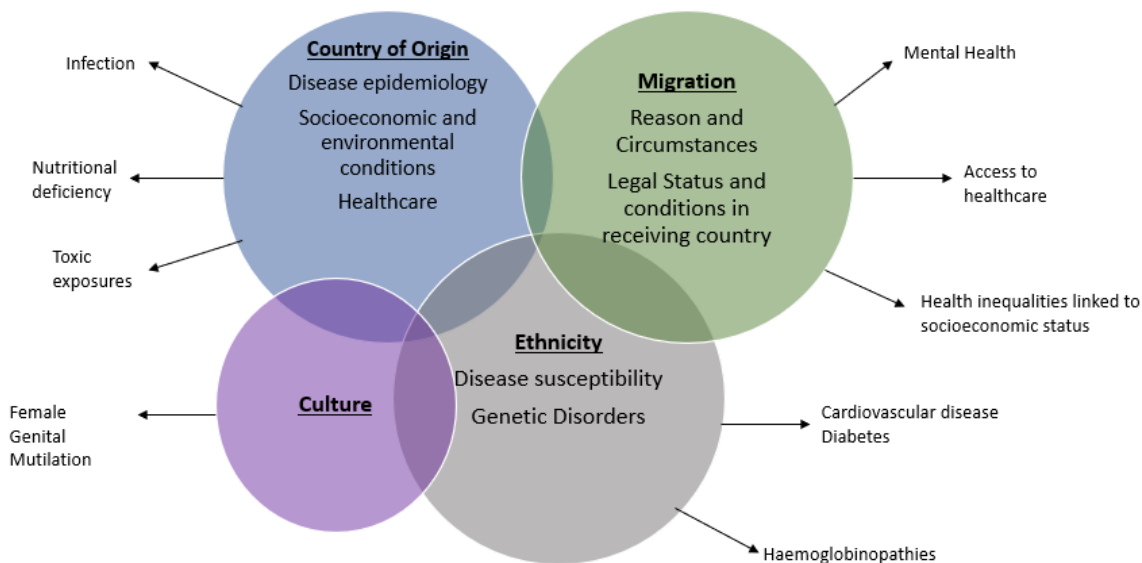 Country of Origin
Disease epidemiology
Socioeconomic and
environmental
conditions
Healthcare
Migration
Reason and
Circumstances
Legal Status and
conditions in
receiving country
Ethnicity
Disease susceptibility
Genetic Disorders
Culture
Infection
Nutritional
deficiency
Toxic
exposures
Female
Genital
Mutilation
Mental Health
Access to
healthcare
Health inequalities linked to
socioeconomic status
Cardiovascular disease
Diabetes
Haemoglobinopathies